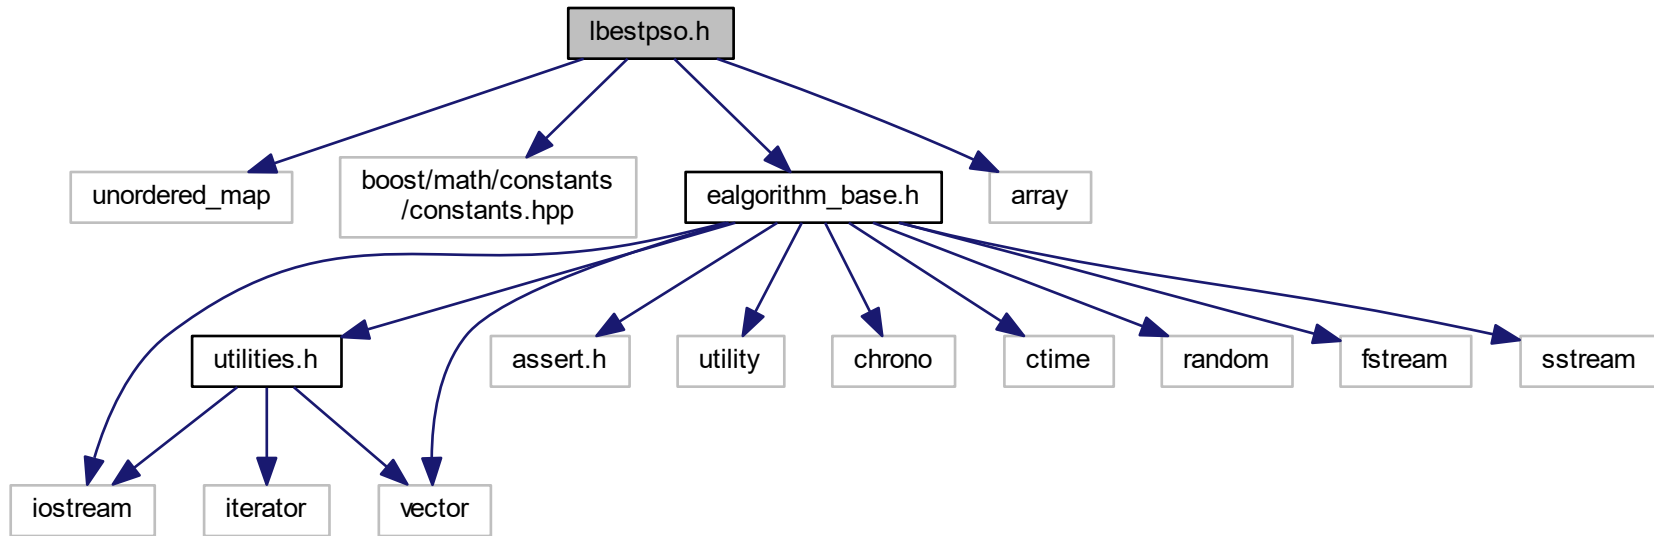 lbestpso.h
unordered_map
boost/math/constants
/constants.hpp
ealgorithm_base.h
array
utilities.h
assert.h
utility
chrono
ctime
random
fstream
sstream
iostream
iterator
vector